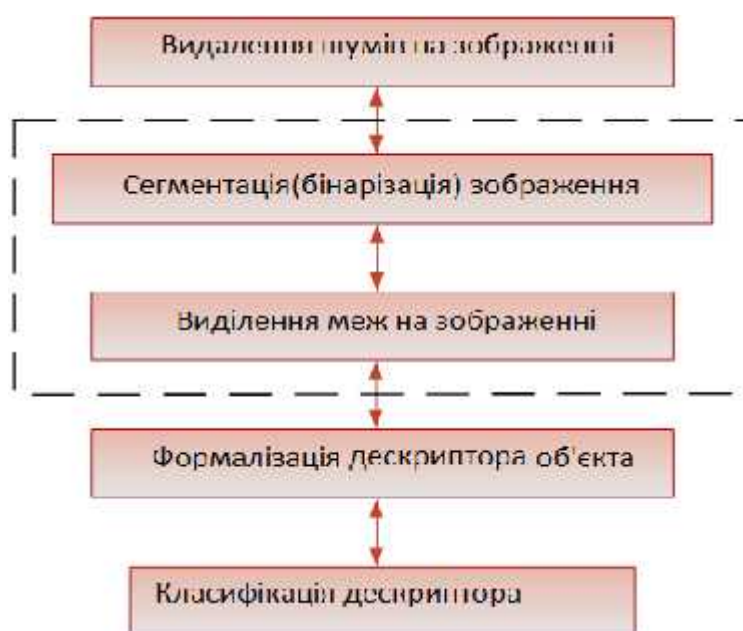 Видалення шумів на зображенні
Сегментація(бінарізація) зображення
Виділення меж на зображенні
Формалізація дескриптора об'єкта
Класифікація дескриптора